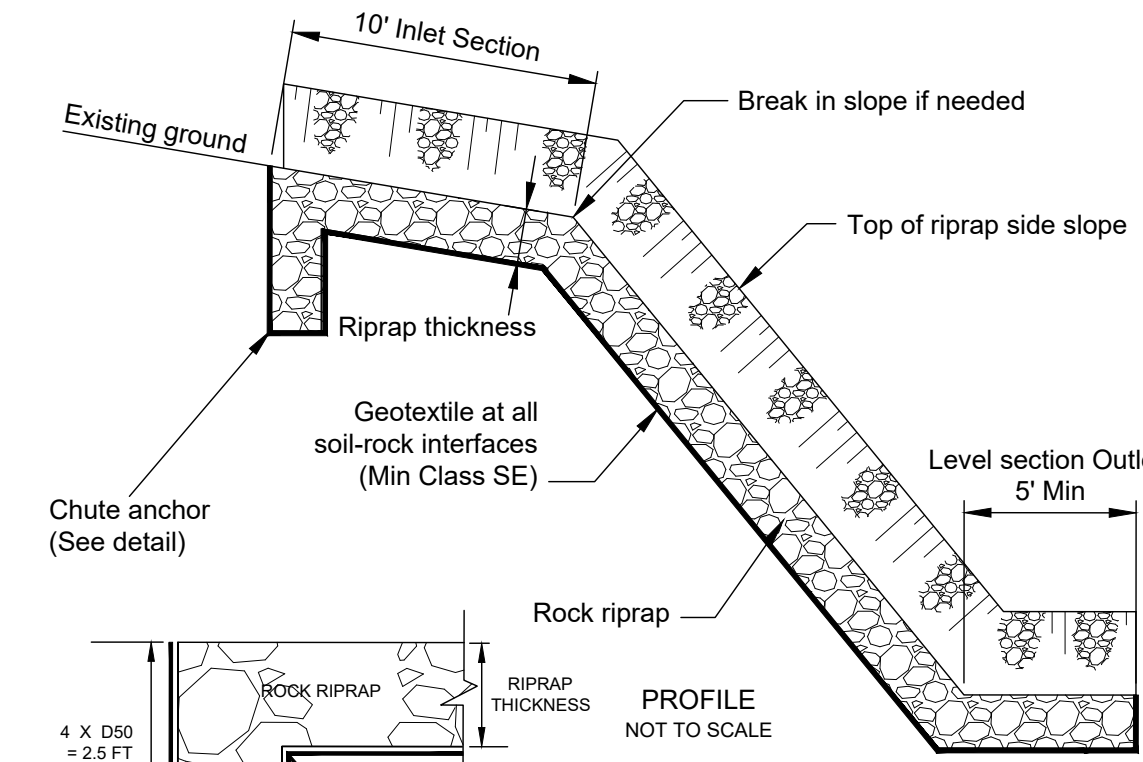 10' Inlet Section
Existing ground
Break in slope if needed
Top of riprap side slope
Riprap thickness
Geotextile at all
soil-rock interfaces
(Min Class SE)
Level section Outl
5' Min
Chute anchor
(See detail)
Rock riprap
ROCK RIPRAP
RIPRAP
THICKNESS
PROFILE
NOT TO SCALE
4 X D50
= 2.5 FT